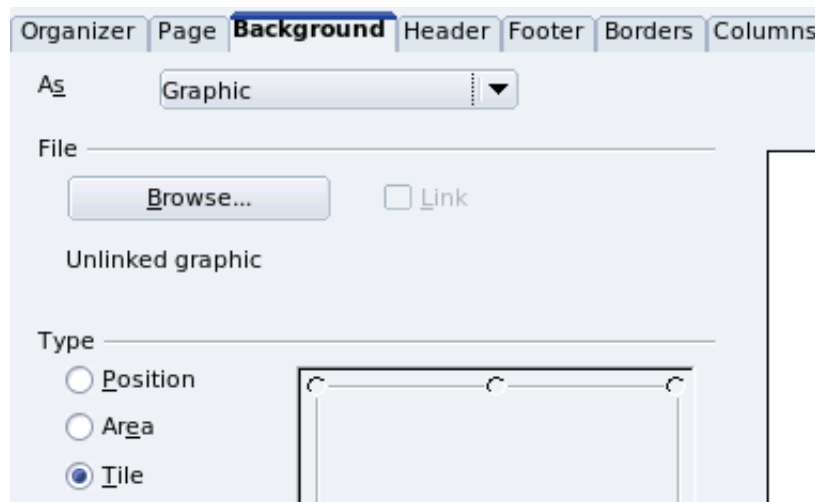 Organizer Page Background Header Footer Borders Columns
As Graphic
File
Browse... Link
Unlinked graphic
Type
Position
Area
Tile